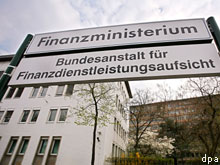 Finanzministerium
Bundesanstalt für
Finanzdienstleistungsaufsicht
dpa